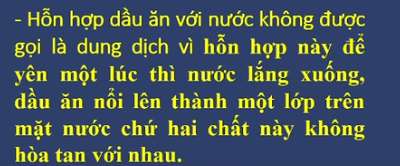 - Hỗn hợp dầu ăn với nước không được
gọi là dung dịch vì hỗn hợp này để
yên một lúc thì nước lắng xuống,
dầu ăn nổi lên thành một lớp trên
mặt nước chứ hai chất này không
hòa tan với nhau.